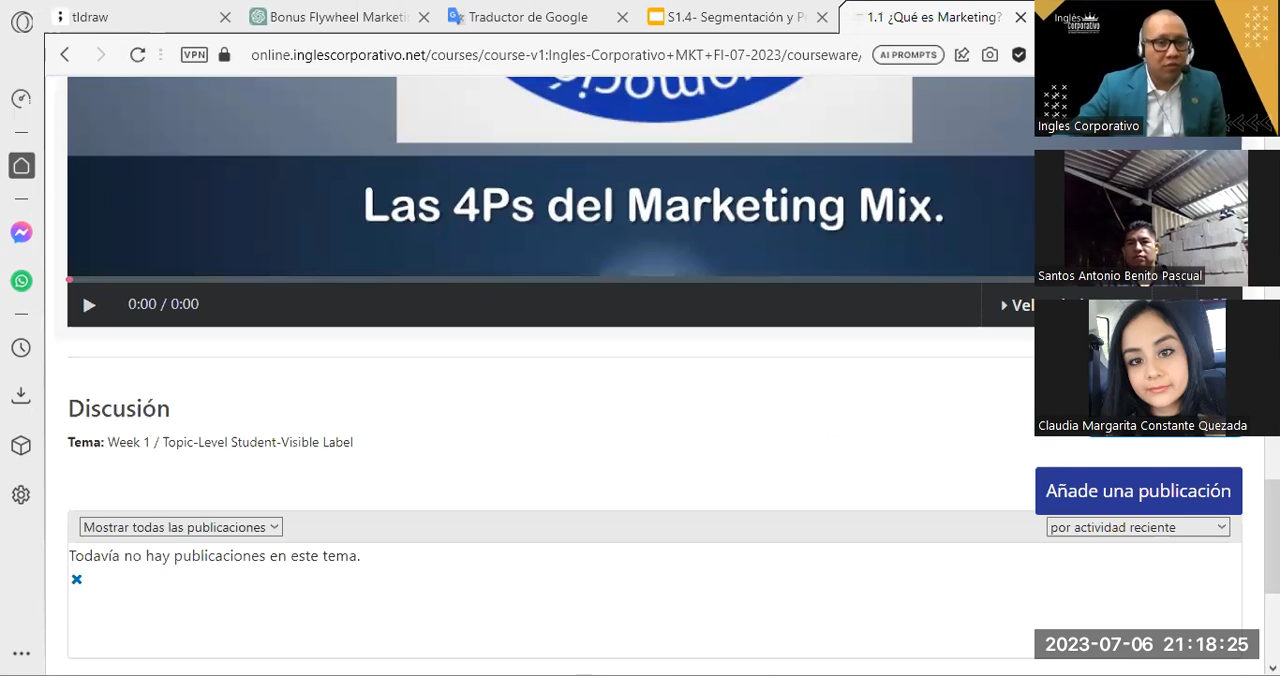 tldraw
Bonus Flywheel Marketi
Traductor de Google
S1.4- Segmentación y P
1.1 ¿Qué es Marketing?
VPN
online.inglescorporativo.net/
ourse-v1:Ingles-Corporativo+MKT+FI-07-2023/courseware/
AI PROMPTS
Inglés
Corporativo
Ingles Corporativo
Las 4Ps del Marketing Mix.
Santos Antonio Benito Pascual
0:00 / 0:00
Vel
Discusión
Tema: Week 1 / Topic-Level Student-Visible Label
Claudia Margarita Constante Quezada
Añade una publicación
Mostrar todas las publicaciones
por actividad reciente
Todavía no hay publicaciones en este tema.
2023-07-06 21:18:25